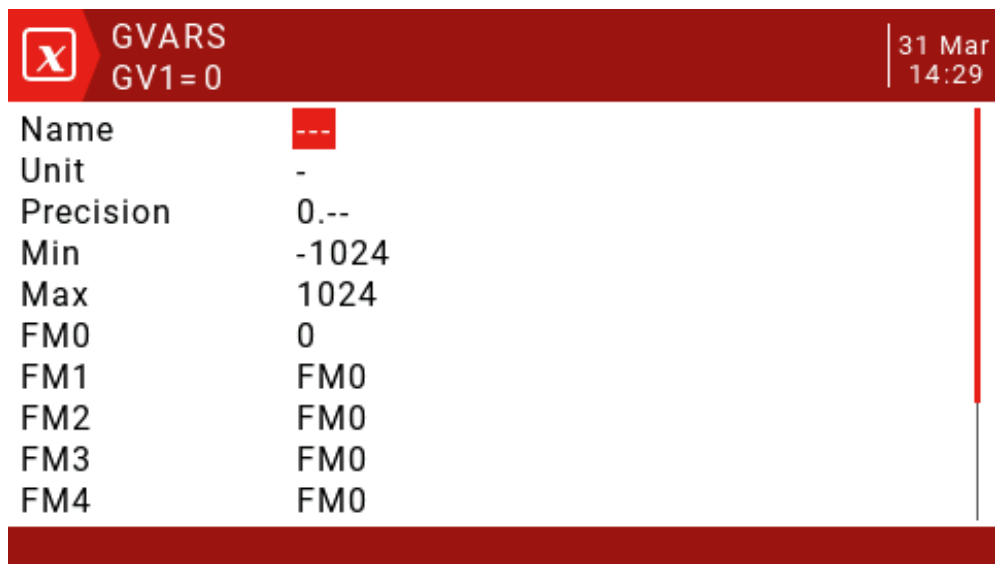 GVARS
GV1= 0
31 Mar
14:29
Name ---
Unit -
Precision 0.--
Min -1024
Max 1024
FM0 0
FM1 FM0
FM2 FM0
FM3 FM0
FM4 FM0